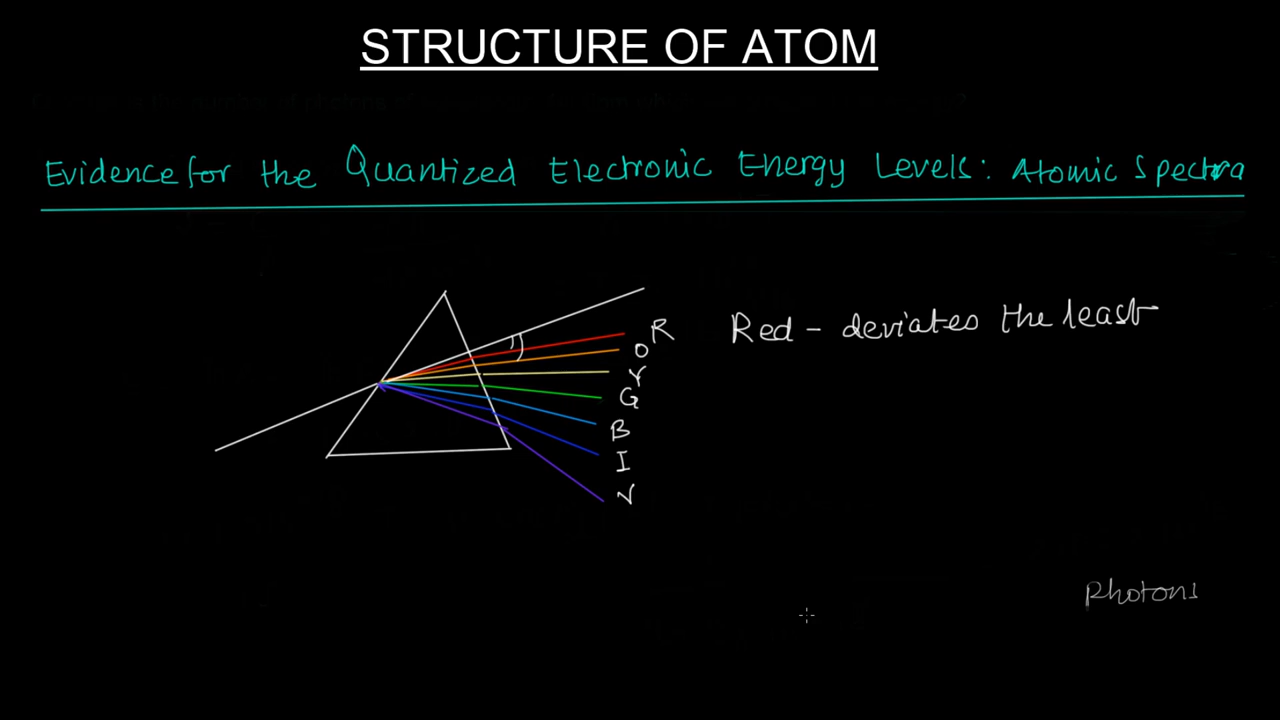 STRUCTURE OF ATOM
Evidence for the Quantized Electronic Energy Levels: Atomic Spectra
Red - deviates the least
R
O
Y
G
B
I
V
Photons